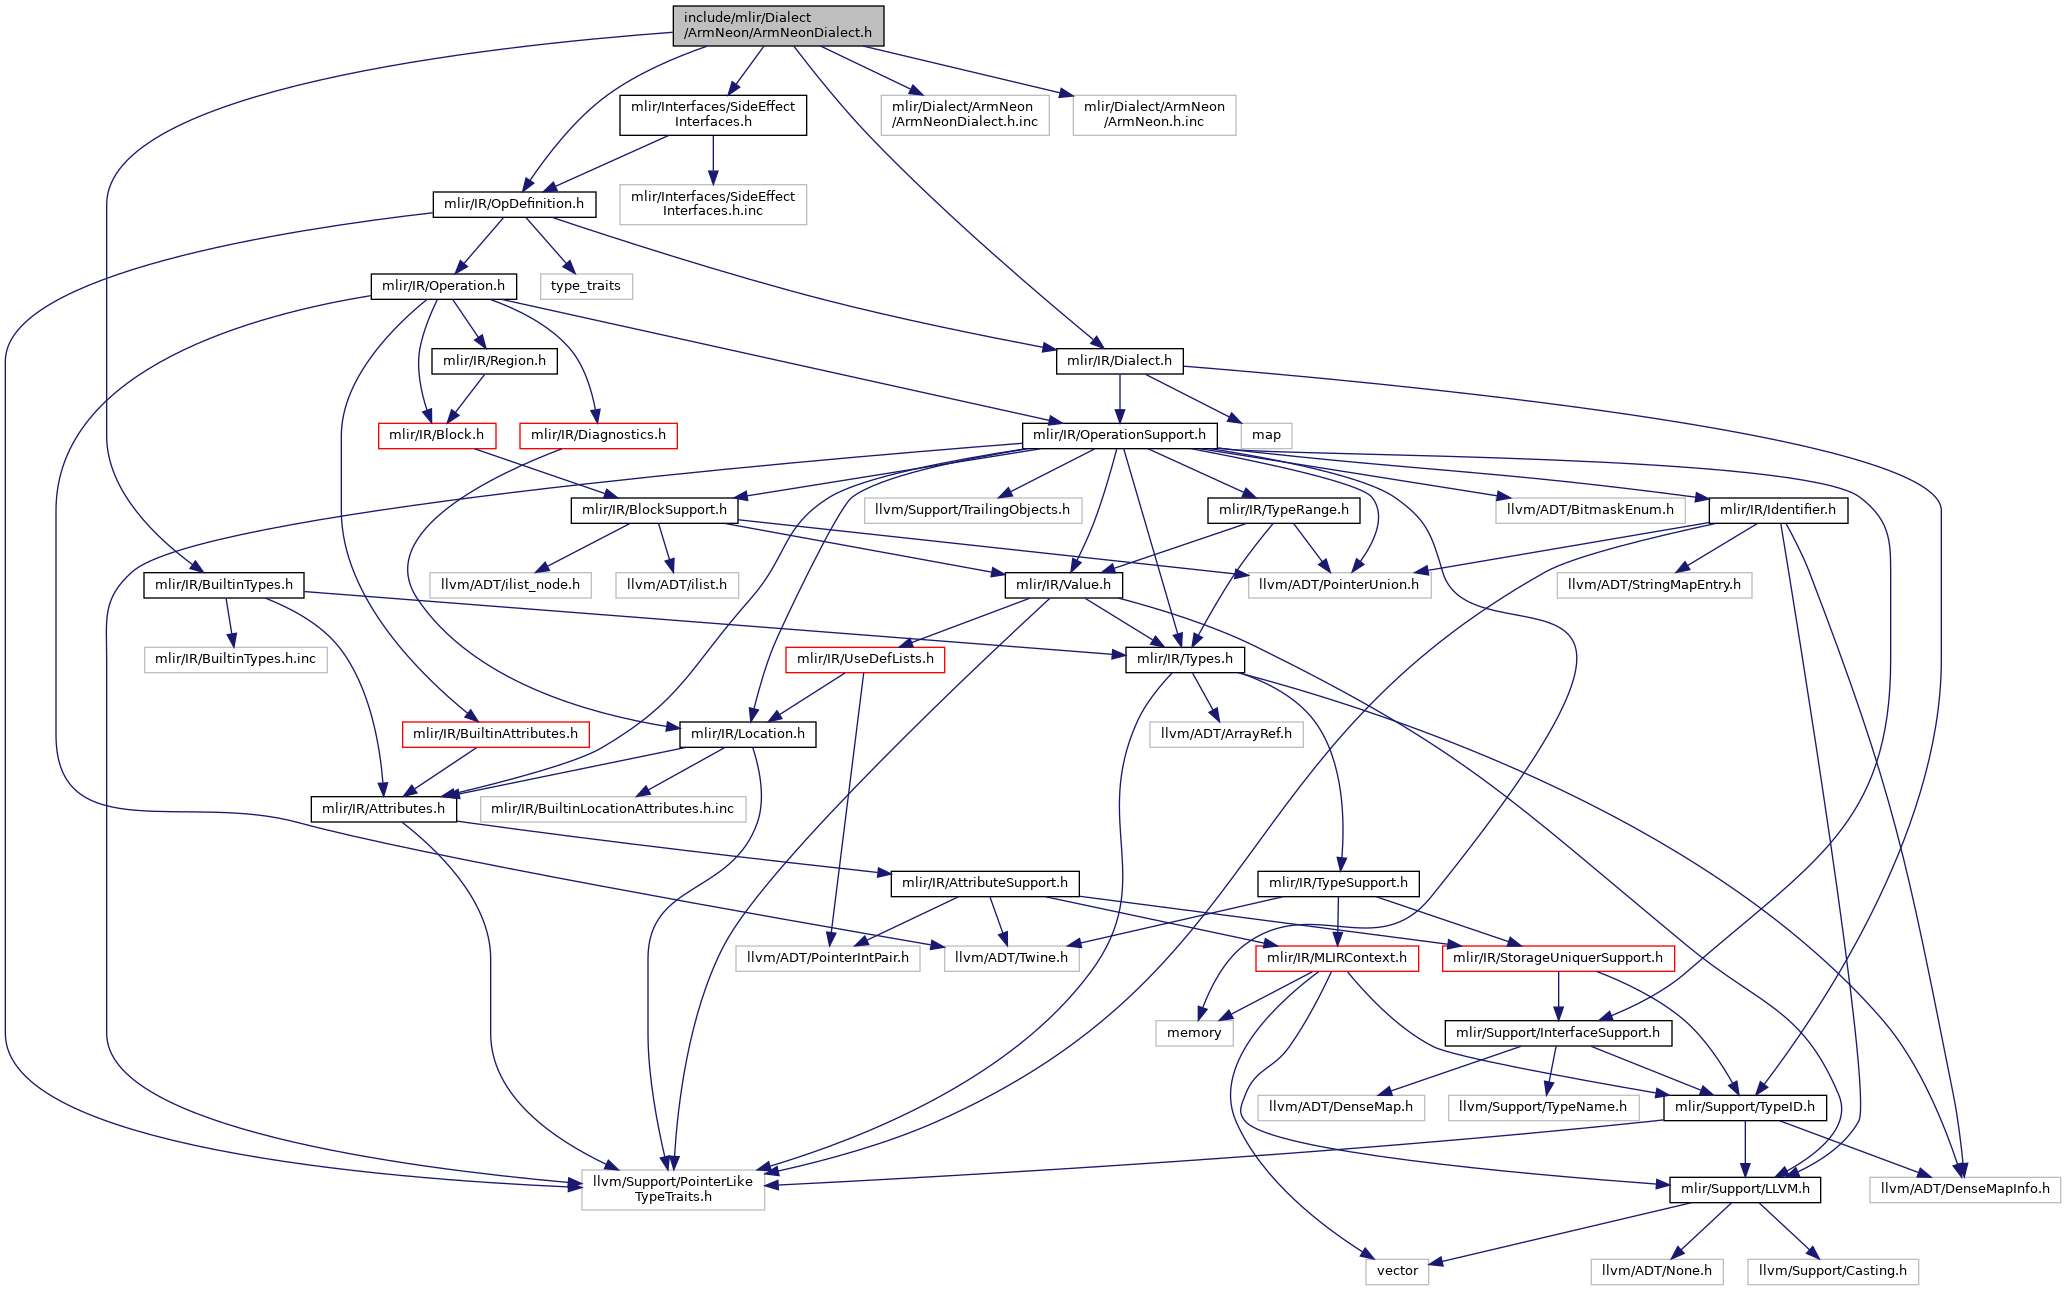 include/mlir/Dialect
/ArmNeon/ArmNeonDialect.h
mlir/Interfaces/SideEffect
Interfaces.h
mlir/Dialect/ArmNeon
/ArmNeonDialect.h.inc
mlir/Dialect/ArmNeon
/ArmNeon.h.inc
mlir/IR/OpDefinition.h
mlir/Interfaces/SideEffect
Interfaces.h.inc
mlir/IR/Operation.h
type_traits
mlir/IR/Region.h
mlir/IR/Dialect.h
mlir/IR/Block.h
mlir/IR/Diagnostics.h
mlir/IR/OperationSupport.h
map
mlir/IR/BlockSupport.h
llvm/Support/TrailingObjects.h
mlir/IR/TypeRange.h
llvm/ADT/BitmaskEnum.h
mlir/IR/Identifier.h
mlir/IR/BuiltinTypes.h
llvm/ADT/ilist_node.h
llvm/ADT/ilist.h
mlir/IR/Value.h
llvm/ADT/PointerUnion.h
llvm/ADT/StringMapEntry.h
mlir/IR/BuiltinTypes.h.inc
mlir/IR/UseDefLists.h
mlir/IR/Types.h
mlir/IR/BuiltinAttributes.h
mlir/IR/Location.h
llvm/ADT/ArrayRef.h
mlir/IR/Attributes.h
mlir/IR/BuiltinLocationAttributes.h.inc
mlir/IR/AttributeSupport.h
mlir/IR/TypeSupport.h
llvm/ADT/PointerIntPair.h
llvm/ADT/Twine.h
mlir/IR/MLIRContext.h
mlir/IR/StorageUniquerSupport.h
memory
mlir/Support/InterfaceSupport.h
llvm/ADT/DenseMap.h
llvm/Support/TypeName.h
mlir/Support/TypeID.h
llvm/Support/PointerLike
TypeTraits.h
mlir/Support/LLVM.h
llvm/ADT/DenseMapInfo.h
vector
llvm/ADT/None.h
llvm/Support/Casting.h